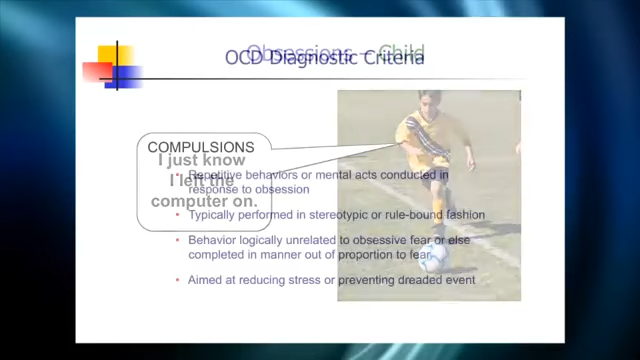 Obsessions – Child
OCD Diagnostic Criteria
COMPULSIONS
I just know
I left the
computer on.
• Repetitive behaviors or mental acts conducted in
response to obsession
• Typically performed in stereotypic or rule-bound fashion
• Behavior logically unrelated to obsessive fear or else
completed in manner out of proportion to fear
• Aimed at reducing stress or preventing dreaded event